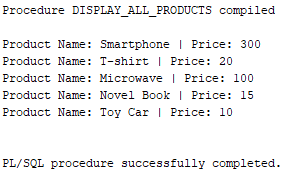 Procedure DISPLAY_ALL_PRODUCTS compiled
Product Name: Smartphone | Price: 300
Product Name: T-shirt | Price: 20
Product Name: Microwave | Price: 100
Product Name: Novel Book | Price: 15
Product Name: Toy Car | Price: 10
PL/SQL procedure successfully completed.